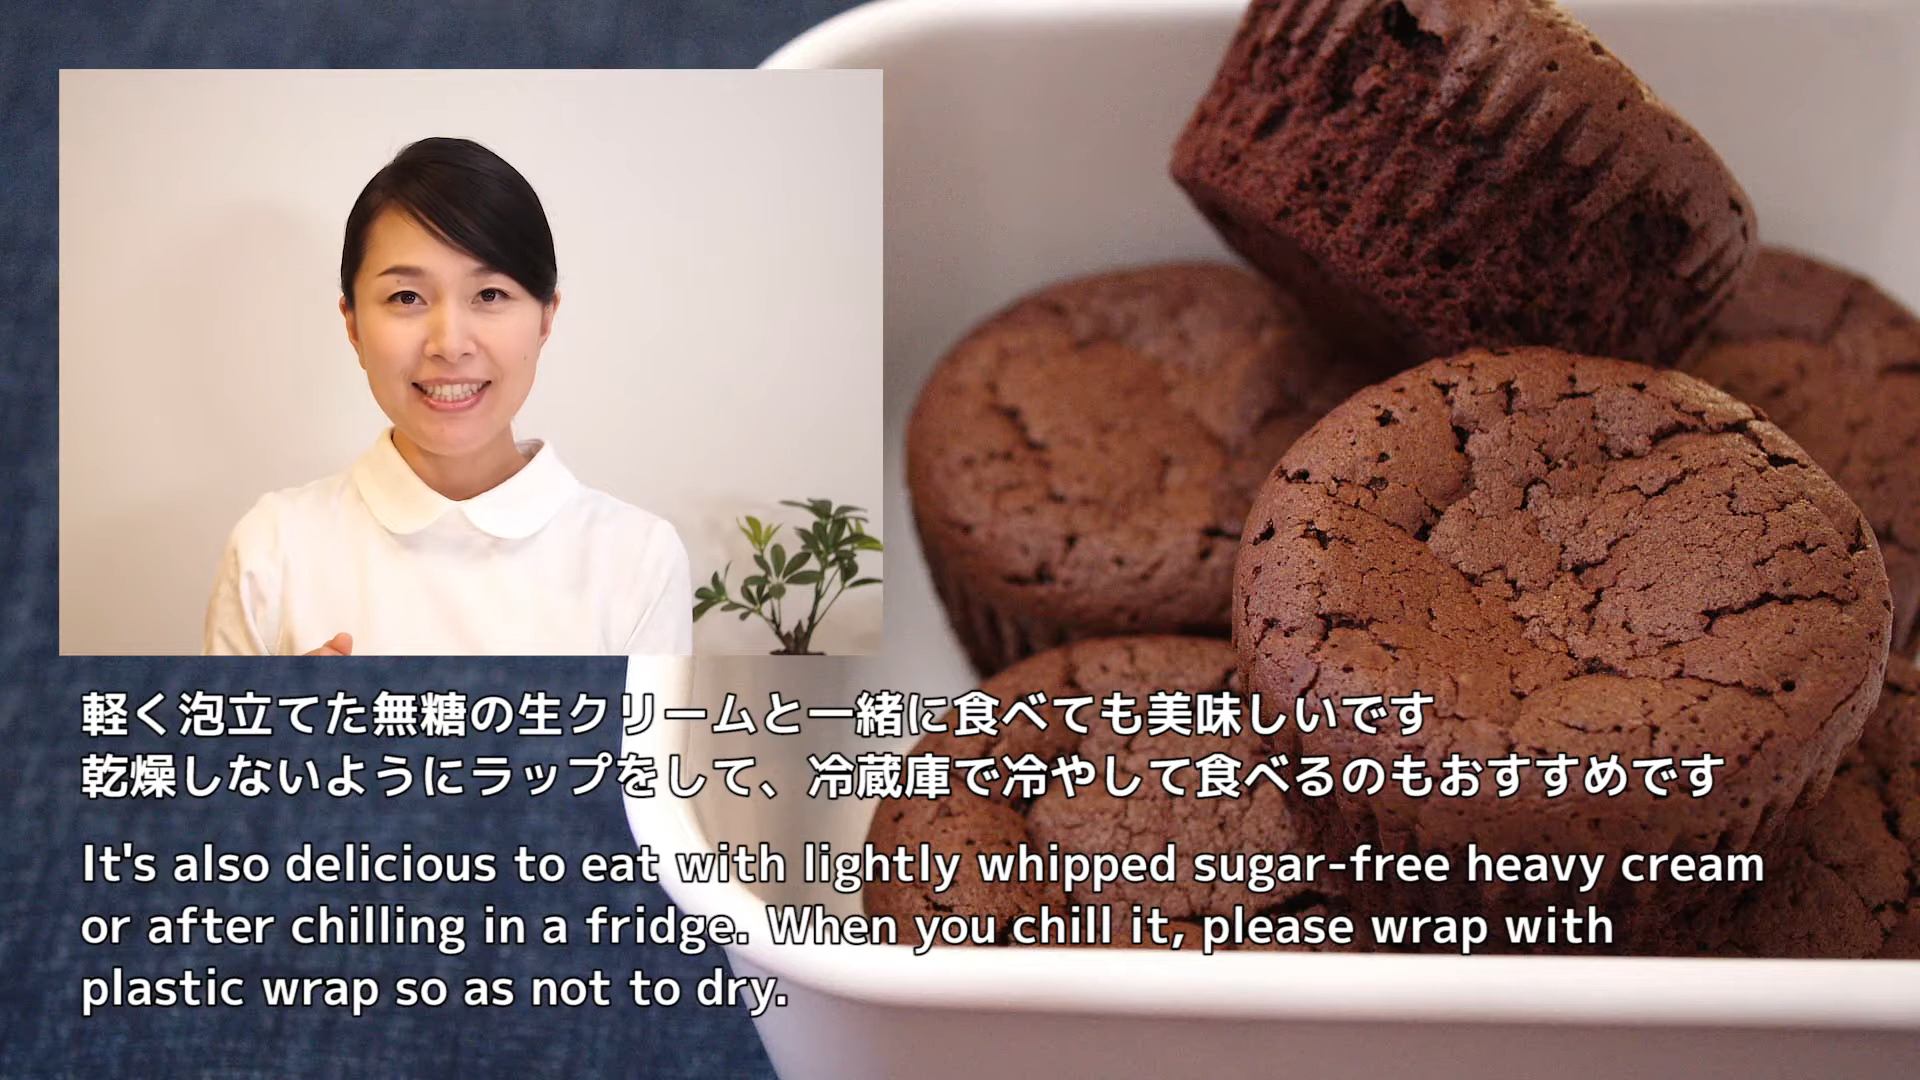 軽く泡立てた無糖の生クリームと一緒に食べても美味しいです
乾燥しないようにラップをして、冷蔵庫で冷やして食べるのもおすすめです
It's also delicious to eat with lightly whipped sugar-free heavy cream
or after chilling in a fridge. When you chill it, please wrap with
plastic wrap so as not to dry.